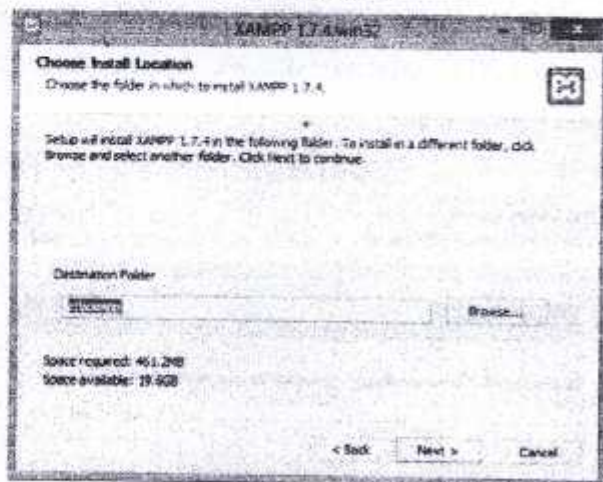 XAMPP 1.7.4 win32
Choose Install Location
Choose the folder in which to install XAMPP 1.7.4.
Setup will install XAMPP 1.7.4 in the following folder. To install in a different folder, click
Browse and select another folder. Click Next to continue.
Destination Folder
Browse...
Space required: 461.2MB
Space available: 19.6GB
< Back
Next >
Cancel